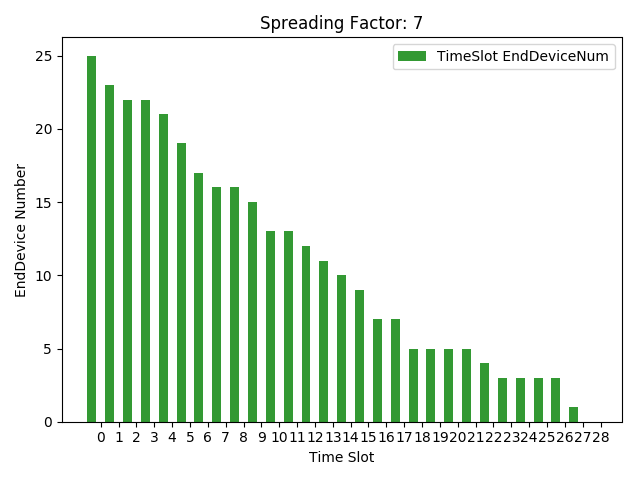 Spreading Factor: 7
TimeSlot EndDeviceNum
EndDevice Number
25
20
15
10
5
0
0 1 2 3 4 5 6 7 8 9 10 11 12 13 14 15 16 17 18 19 20 21 22 23 24 25 26 27 28
Time Slot